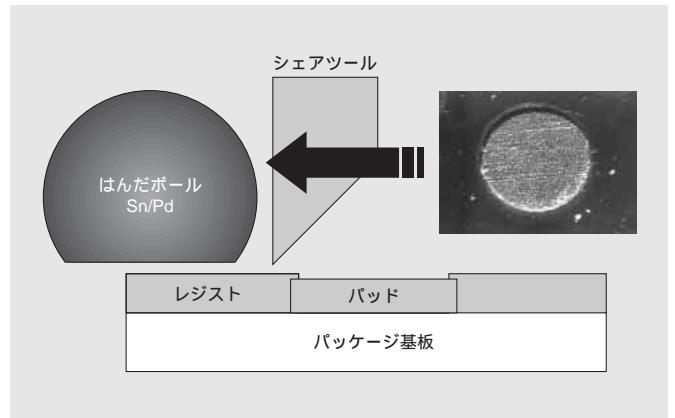 シェアツール
はんだボール
Sn/Pd
レジスト
パッド
パッケージ基板